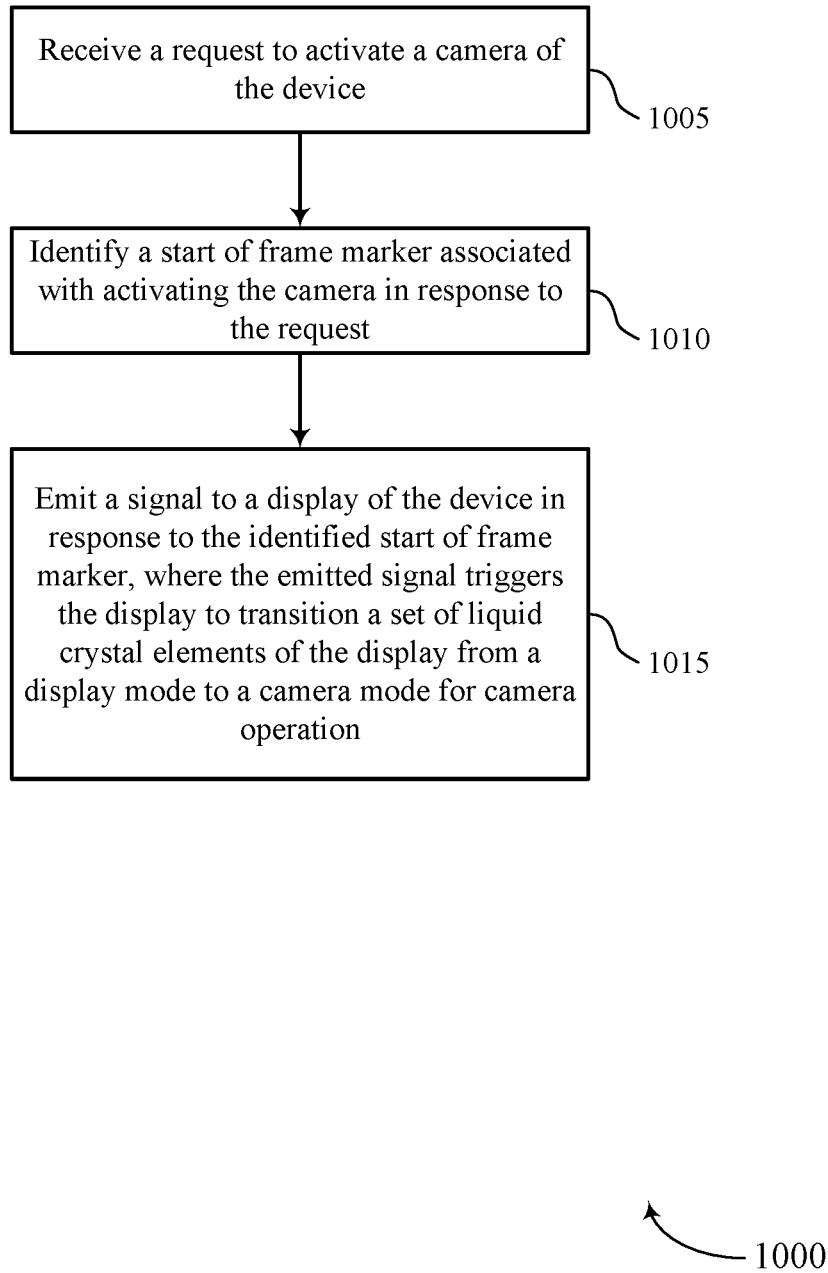 Receive a request to activate a camera of
the device
1005
Identify a start of frame marker associated
with activating the camera in response to
the request
1010
Emit a signal to a display of the device in
response to the identified start of frame
marker, where the emitted signal triggers
the display to transition a set of liquid
crystal elements of the display from a
display mode to a camera mode for camera
operation
1015
1000